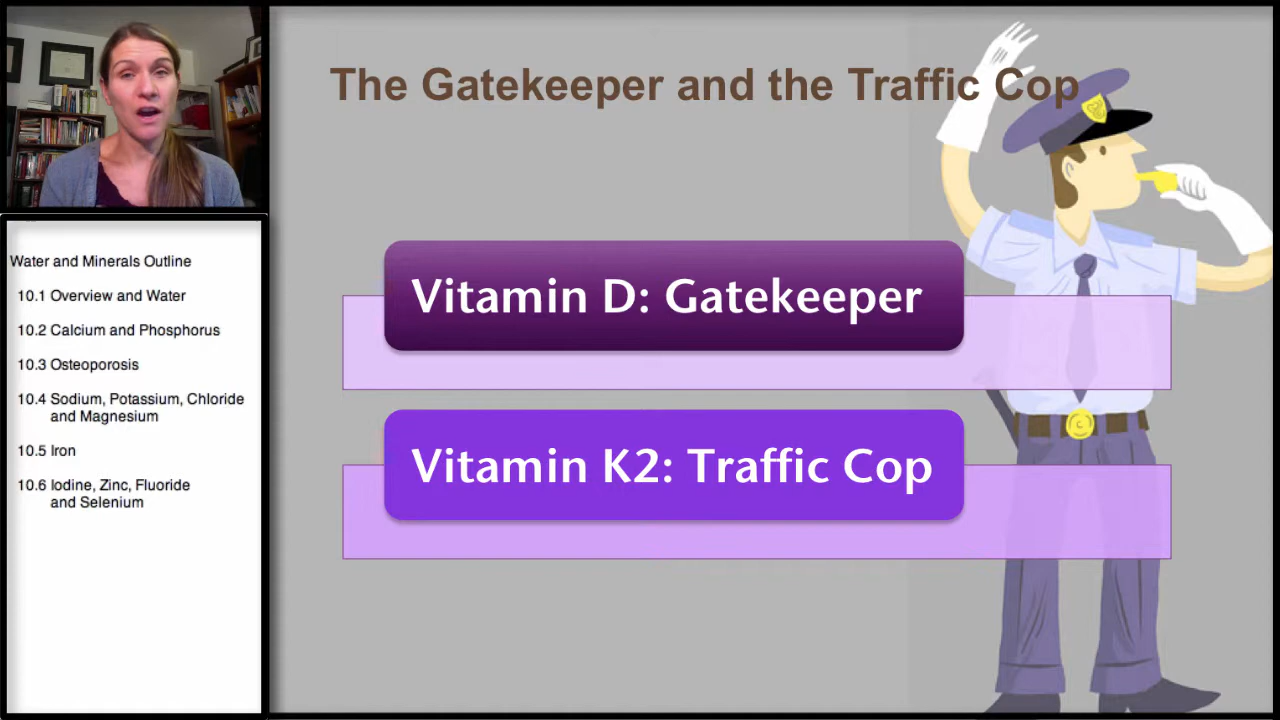 The Gatekeeper and the Traffic Cop
Vitamin D: Gatekeeper
Vitamin K2: Traffic Cop
Water and Minerals Outline
10.1 Overview and Water
10.2 Calcium and Phosphorus
10.3 Osteoporosis
10.4 Sodium, Potassium, Chloride
and Magnesium
10.5 Iron
10.6 Iodine, Zinc, Fluoride
and Selenium